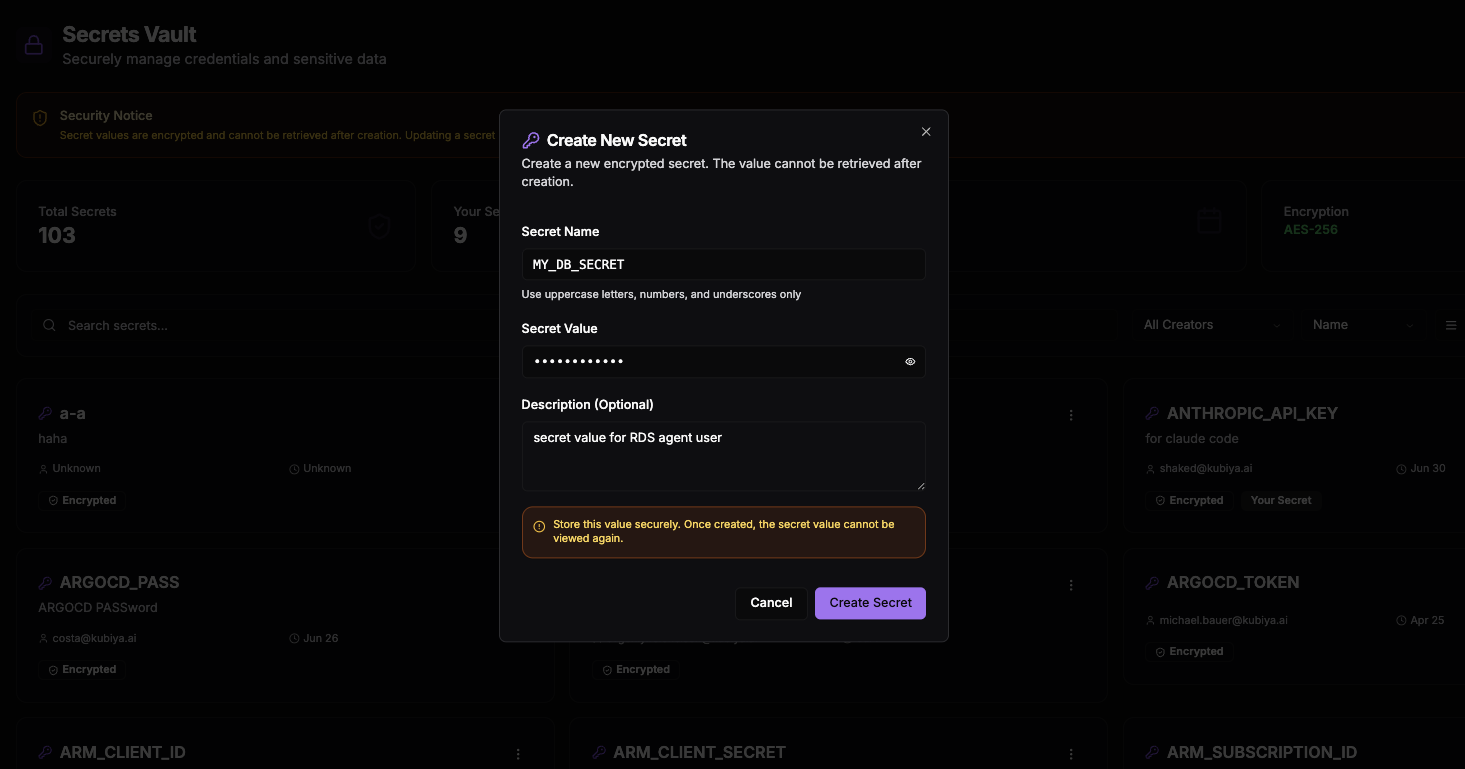 Secrets Vault
Securely manage credentials and sensitive data
Security Notice
Secret values are encrypted and cannot be retrieved after creation. Updating a secret
Total Secrets
103
Your Se
9
Encryption
AES-256
Search secrets...
All Creators
Name
a-a
haha
Unknown
Unknown
Encrypted
ANTHROPIC_API_KEY
for claude code
shaked@kubiya.ai
Jun 30
Encrypted
Your Secret
ARGOCD_PASS
ARGOCD PASSword
costa@kubiya.ai
Jun 26
Encrypted
Encrypted
ARGOCD_TOKEN
michael.bauer@kubiya.ai
Apr 25
Encrypted
ARM_CLIENT_ID
ARM_CLIENT_SECRET
ARM_SUBSCRIPTION_ID
Create New Secret
Create a new encrypted secret. The value cannot be retrieved after
creation.
Secret Name
MY_DB_SECRET
Use uppercase letters, numbers, and underscores only
Secret Value
••••••••••••
Description (Optional)
secret value for RDS agent user
Store this value securely. Once created, the secret value cannot be
viewed again.
Cancel
Create Secret